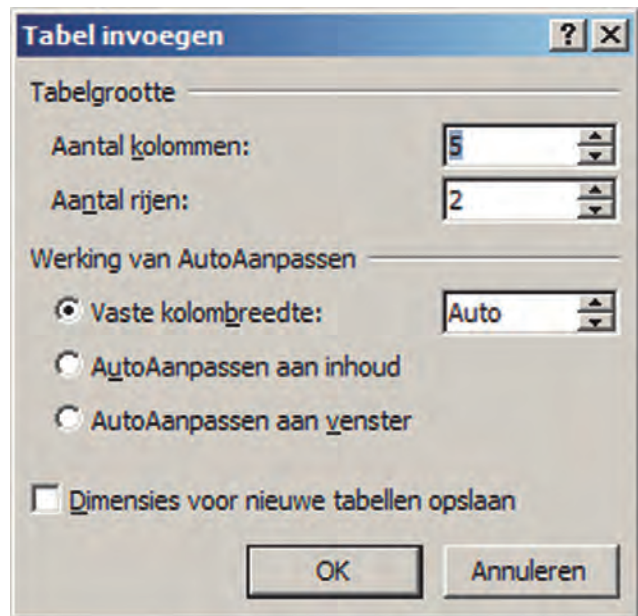 Tabel invoegen
Tabelgrootte
Aantal kolommen: 5
Aantal rijen: 2
Werking van AutoAanpassen
Vaste kolombreedte: Auto
AutoAanpassen aan inhoud
AutoAanpassen aan venster
Dimensies voor nieuwe tabellen opslaan
OK Annuleren